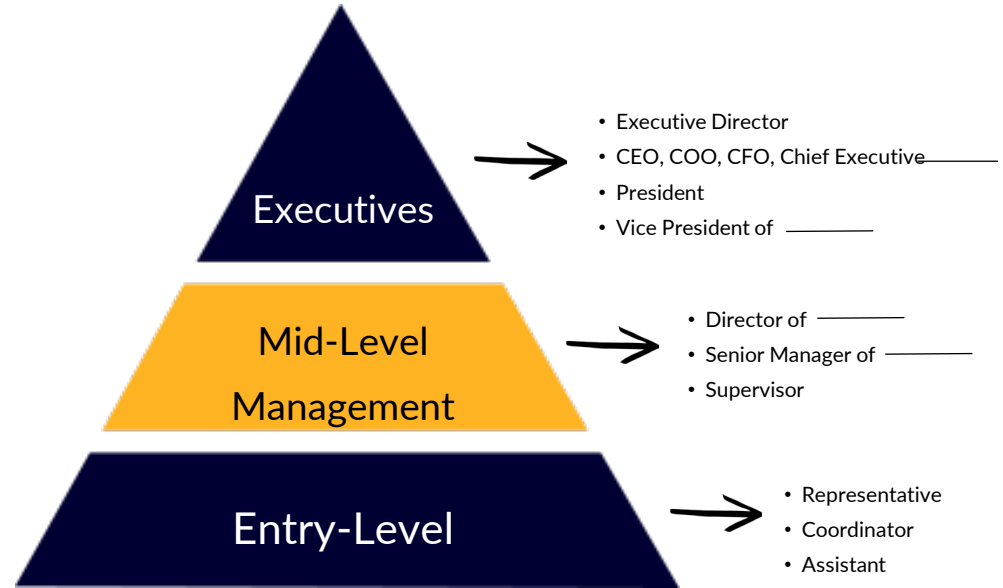 Executives
• Executive Director
• CEO, COO, CFO, Chief Executive
• President
• Vice President of
Mid-Level
Management
• Director of
• Senior Manager of
• Supervisor
Entry-Level
• Representative
• Coordinator
• Assistant